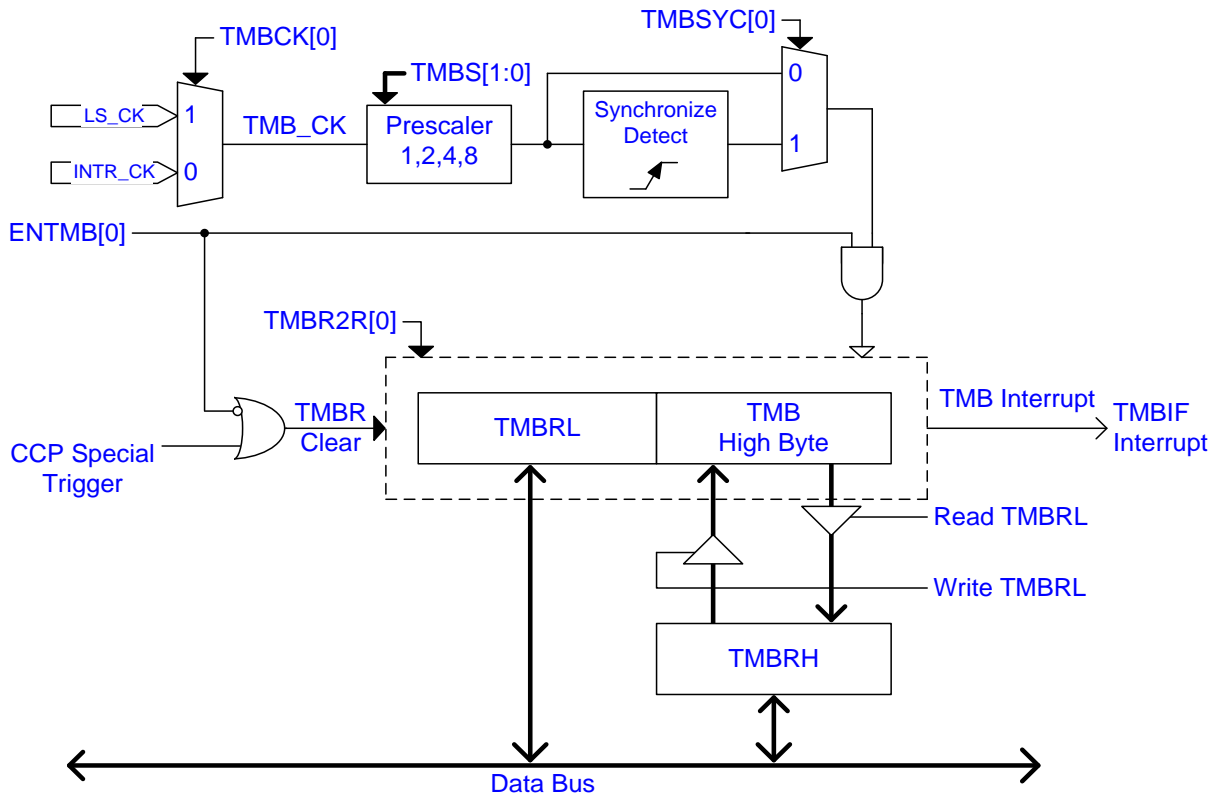 TMBSYC[0]
TMBCK[0]
TMBS[1:0]
LS_CK
1
TMB_CK
INTR_CK
0
Prescaler
1,2,4,8
Synchronize
Detect
0
1
ENTMB[0]
TMBR2R[0]
CCP Special
Trigger
TMBR
Clear
TMBRL
TMB
High Byte
TMB Interrupt
TMBIF
Interrupt
Read TMBRL
Write TMBRL
TMBRH
Data Bus